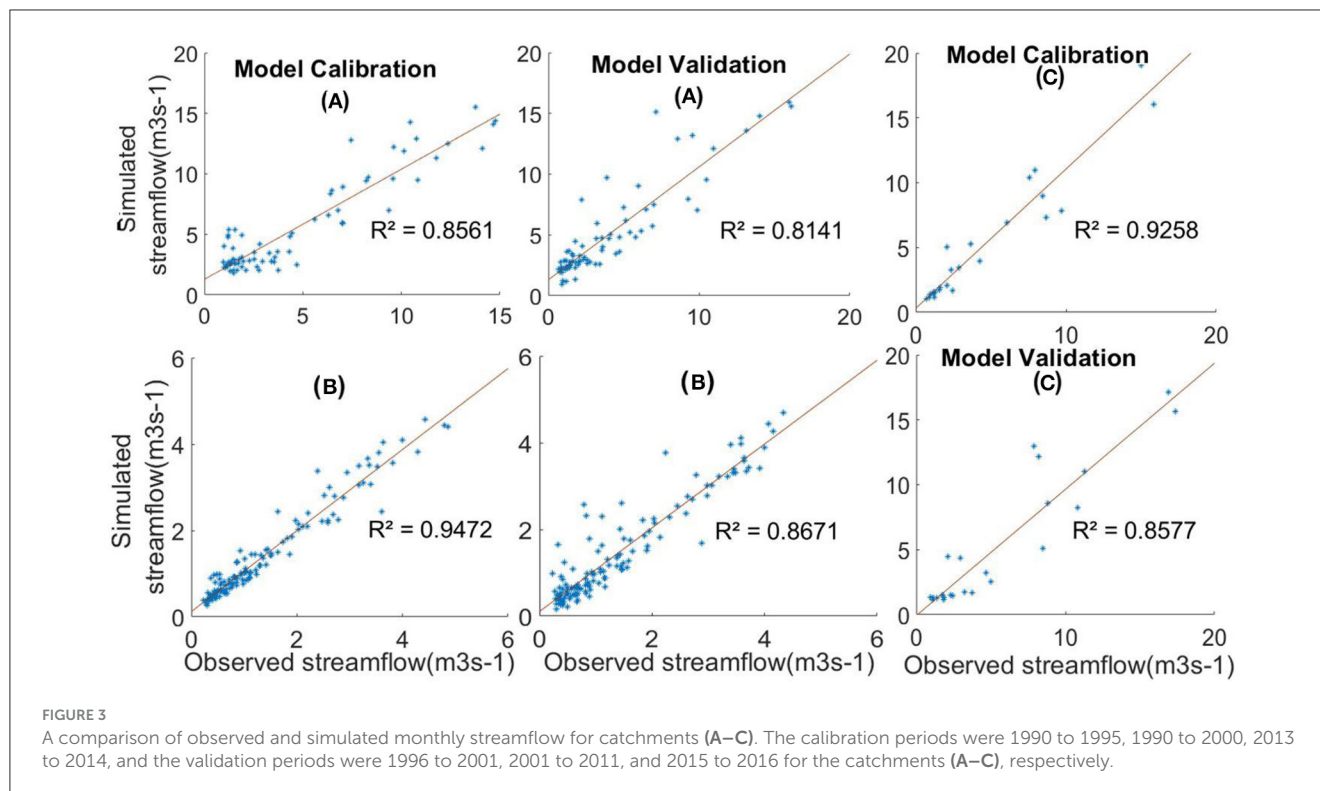 Model Calibration
(A)
Simulated
streamflow(m3s-1)
20
15
10
5
0
R² = 0.8561
0 5 10 15
Model Validation
(A)
20
15
10
5
0
R² = 0.8141
0 10 20
Model Calibration
(C)
20
15
10
5
0
R² = 0.9258
0 10 20
(B)
Simulated
streamflow(m3s-1)
6
4
2
0
R² = 0.9472
0 2 4 6
Observed streamflow(m3s-1)
(B)
6
4
2
0
R² = 0.8671
0 2 4 6
Observed streamflow(m3s-1)
Model Validation
(C)
20
15
10
5
0
R² = 0.8577
0 10 20
Observed streamflow(m3s-1)
FIGURE 3
A comparison of observed and simulated monthly streamflow for catchments (A–C). The calibration periods were 1990 to 1995, 1990 to 2000, 2013
to 2014, and the validation periods were 1996 to 2001, 2001 to 2011, and 2015 to 2016 for the catchments (A–C), respectively.